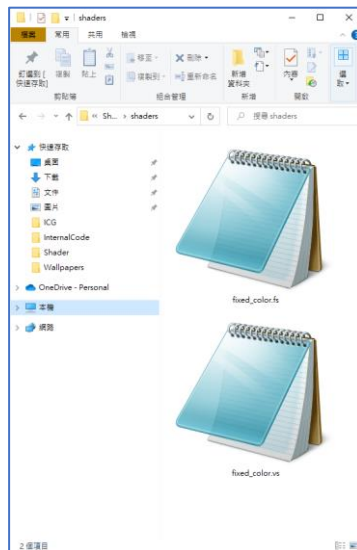 shaders
檔案
常用
共用
檢視
釘選到 [
快速存取]
複製
貼上
移至
複製到
刪除
重新命名
新增
資料夾
內容
選
取
剪貼簿
組合管理
新增
開啟
« Sh... › shaders
搜尋 shaders
快速存取
桌面
下載
文件
圖片
ICG
InternalCode
Shader
Wallpapers
OneDrive - Personal
本機
網路
fixed_color.fs
fixed_color.vs
2 個項目